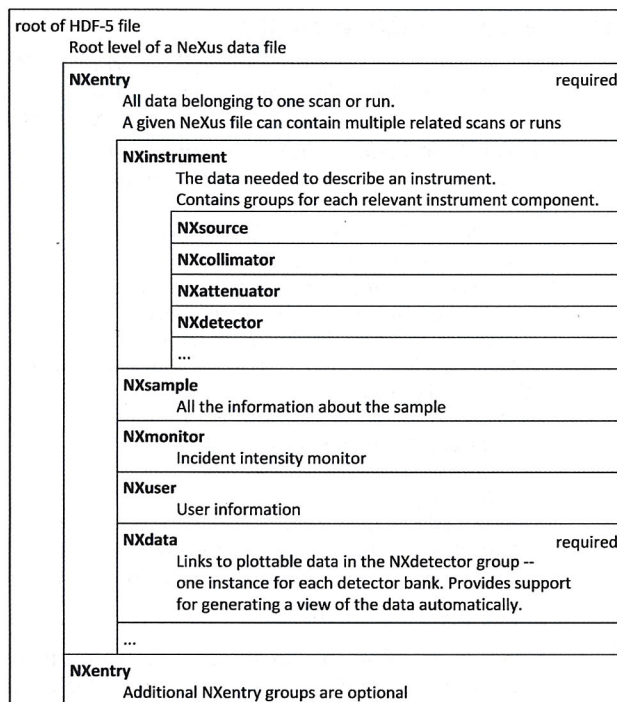 root of HDF-5 file
Root level of a NeXus data file
NXentry required
All data belonging to one scan or run.
A given NeXus file can contain multiple related scans or runs
NXinstrument
The data needed to describe an instrument.
Contains groups for each relevant instrument component.
NXsource
NXcollimator
NXattenuator
NXdetector
...
NXsample
All the information about the sample
NXmonitor
Incident intensity monitor
NXuser
User information
NXdata required
Links to plottable data in the NXdetector group --
one instance for each detector bank. Provides support
for generating a view of the data automatically.
...
NXentry
Additional NXentry groups are optional